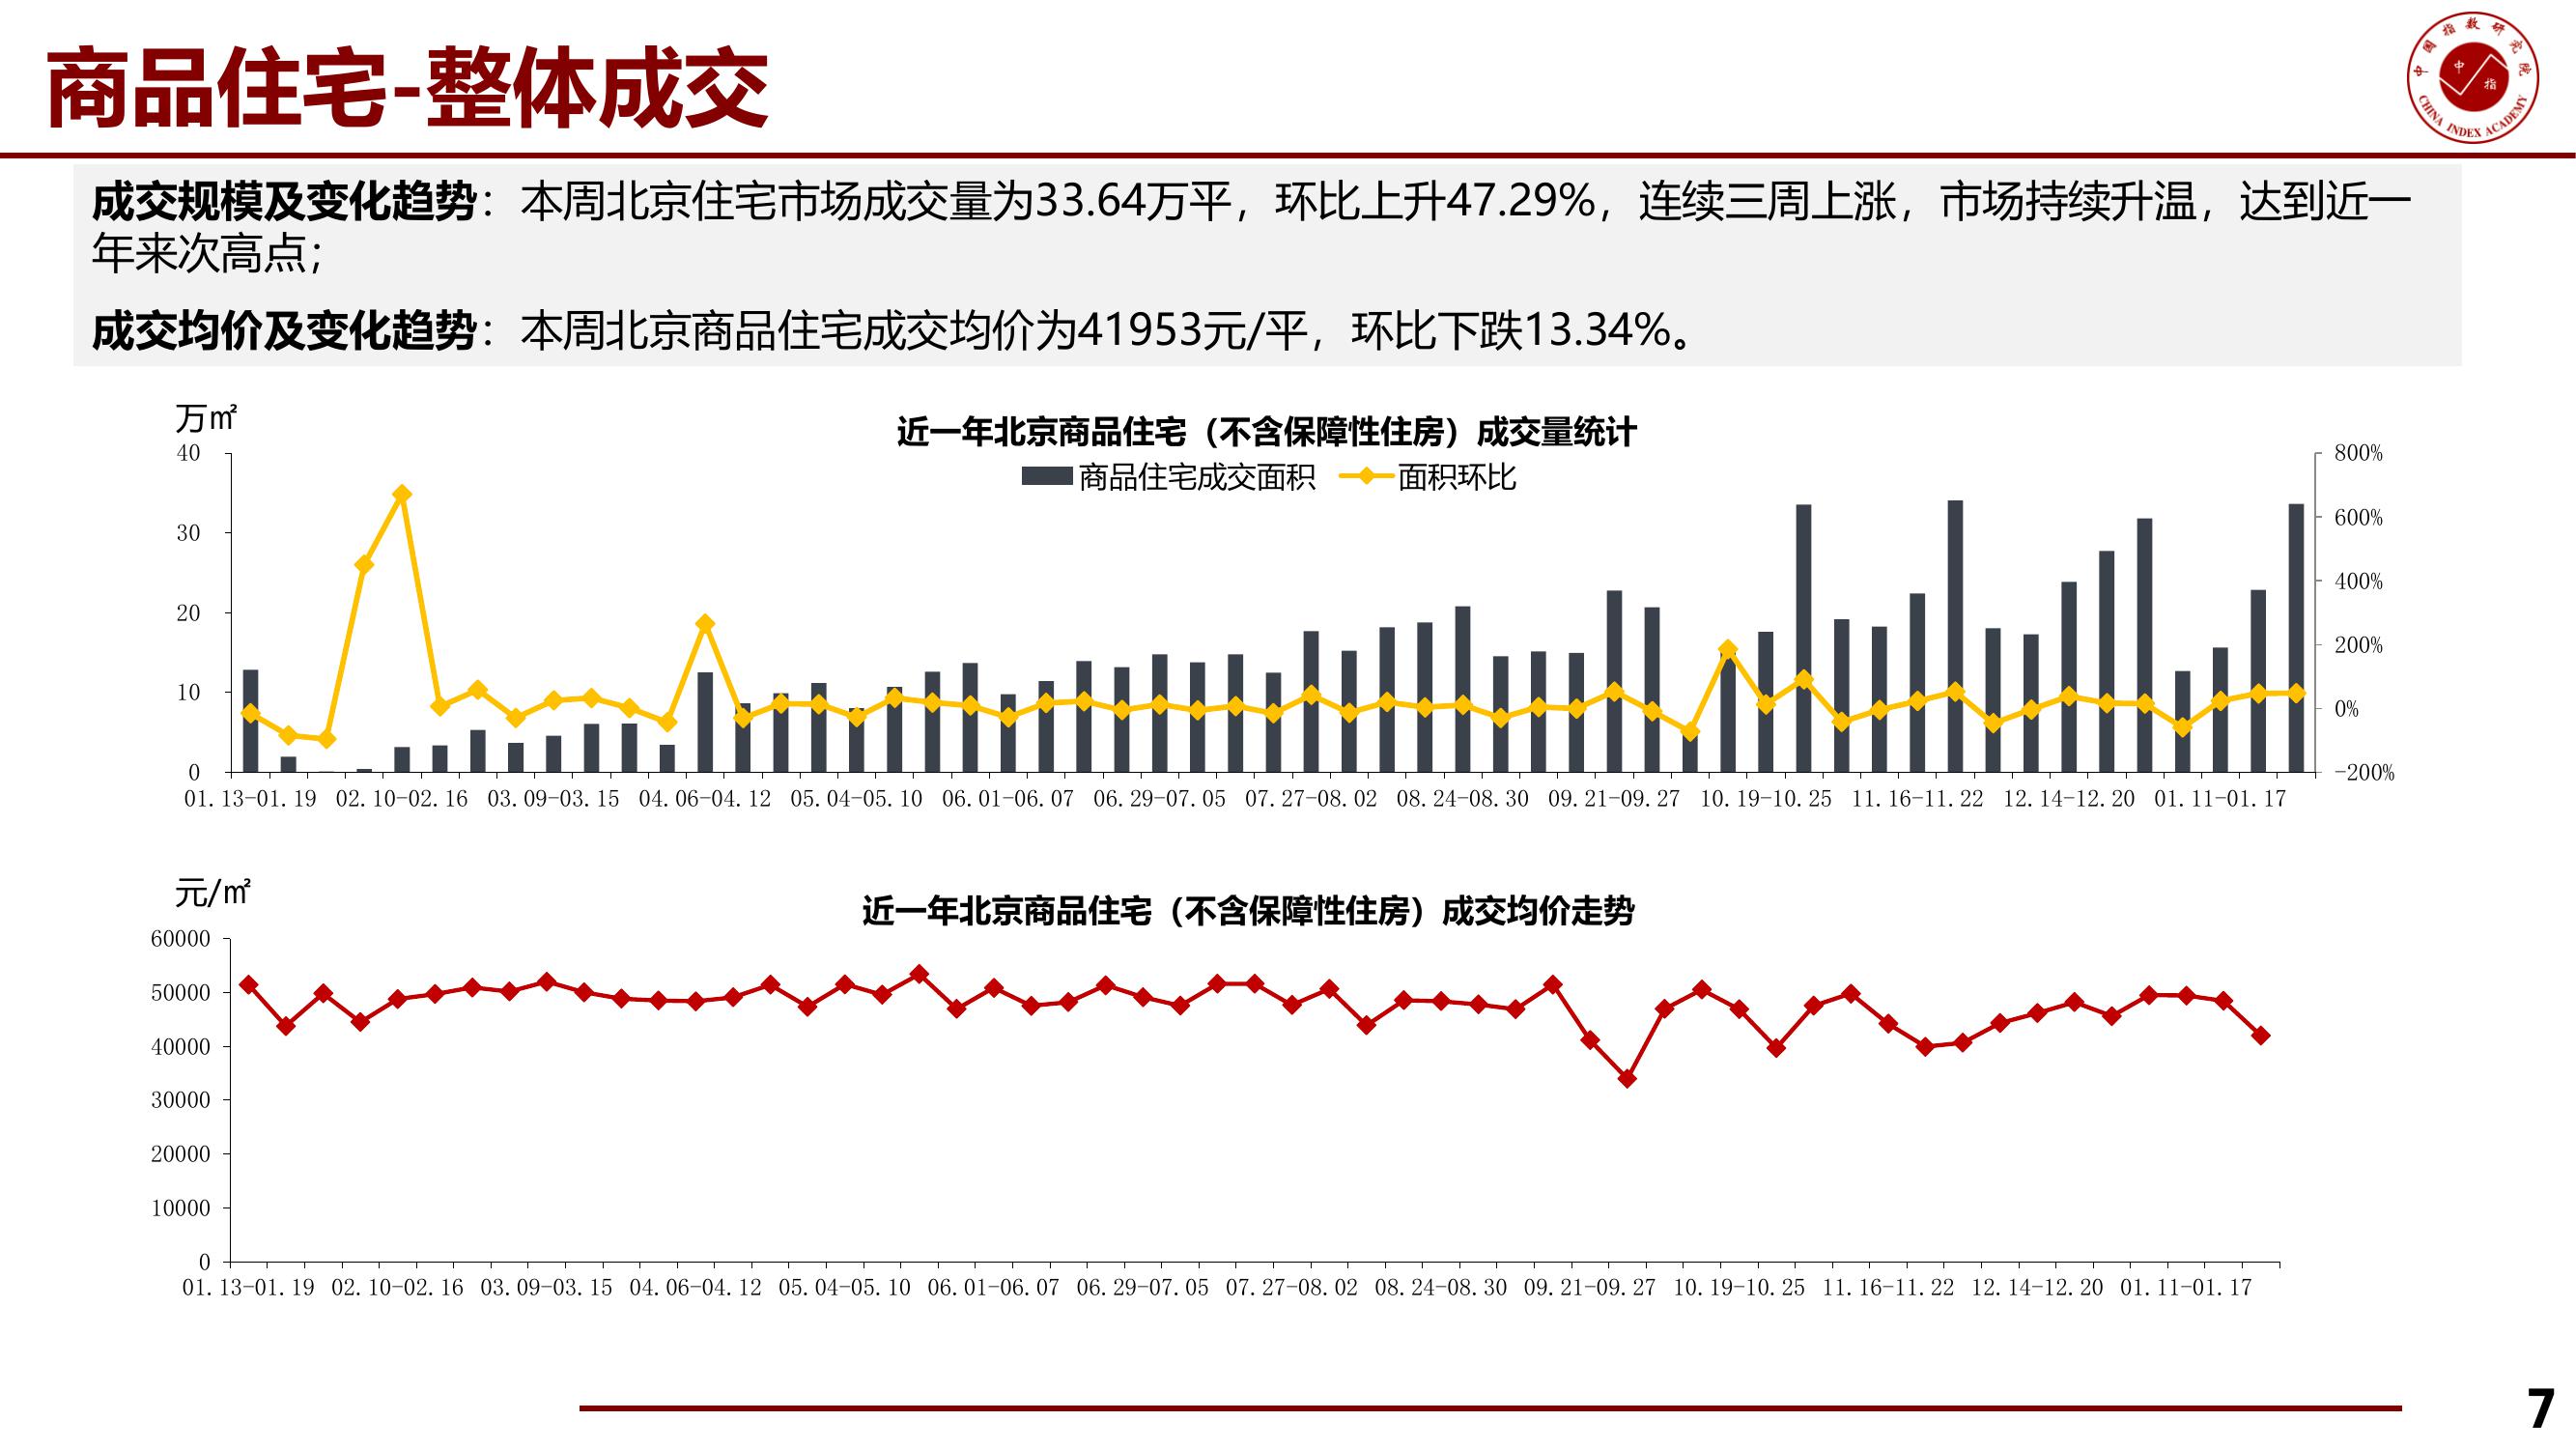 商品住宅-整体成交
中国指数研究院
中指
CHINA INDEX ACADEMY
成交规模及变化趋势：本周北京住宅市场成交量为33.64万平，环比上升47.29%，连续三周上涨，市场持续升温，达到近一
年来次高点；
成交均价及变化趋势：本周北京商品住宅成交均价为41953元/平，环比下跌13.34%。
万㎡
近一年北京商品住宅（不含保障性住房）成交量统计
商品住宅成交面积 面积环比
40 800%
30 600%
20 400%
10 200%
0 0%
-200%
01.13-01.19 02.10-02.16 03.09-03.15 04.06-04.12 05.04-05.10 06.01-06.07 06.29-07.05 07.27-08.02 08.24-08.30 09.21-09.27 10.19-10.25 11.16-11.22 12.14-12.20 01.11-01.17
元/㎡
近一年北京商品住宅（不含保障性住房）成交均价走势
60000
50000
40000
30000
20000
10000
0
01.13-01.19 02.10-02.16 03.09-03.15 04.06-04.12 05.04-05.10 06.01-06.07 06.29-07.05 07.27-08.02 08.24-08.30 09.21-09.27 10.19-10.25 11.16-11.22 12.14-12.20 01.11-01.17
7